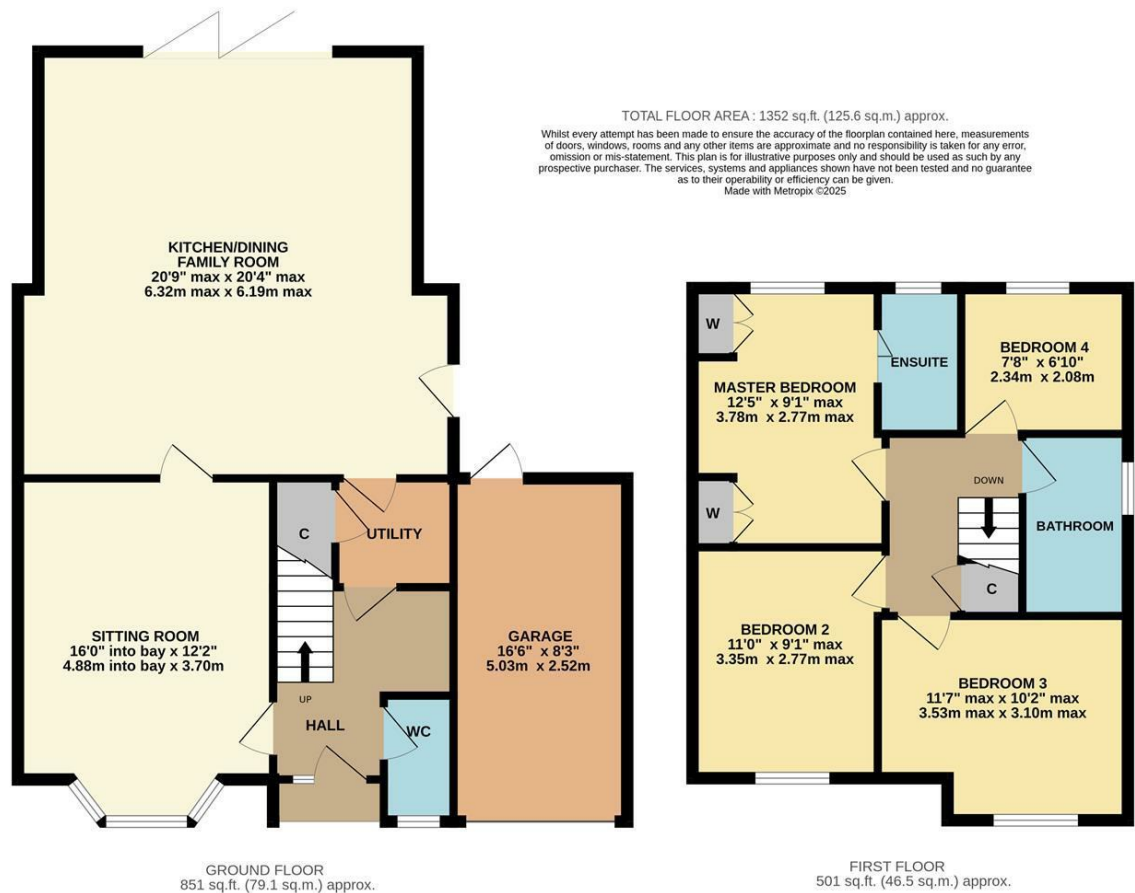 TOTAL FLOOR AREA : 1352 sq.ft. (125.6 sq.m.) approx.
Whilst every attempt has been made to ensure the accuracy of the floorplan contained here, measurements
of doors, windows, rooms and any other items are approximate and no responsibility is taken for any error,
omission or mis-statement. This plan is for illustrative purposes only and should be used as such by any
prospective purchaser. The services, systems and appliances shown have not been tested and no guarantee
as to their operability or efficiency can be given.
Made with Metropix ©2025
KITCHEN/DINING
FAMILY ROOM
20'9" max x 20'4" max
6.32m max x 6.19m max
C
UTILITY
SITTING ROOM
16'0" into bay x 12'2"
4.88m into bay x 3.70m
GARAGE
16'6" x 8'3"
5.03m x 2.52m
UP
HALL
WC
GROUND FLOOR
851 sq.ft. (79.1 sq.m.) approx.
W
MASTER BEDROOM
12'5" x 9'1" max
3.78m x 2.77m max
W
ENSUITE
BEDROOM 4
7'8" x 6'10"
2.34m x 2.08m
DOWN
BATHROOM
C
BEDROOM 2
11'0" x 9'1" max
3.35m x 2.77m max
BEDROOM 3
11'7" max x 10'2" max
3.53m max x 3.10m max
FIRST FLOOR
501 sq.ft. (46.5 sq.m.) approx.